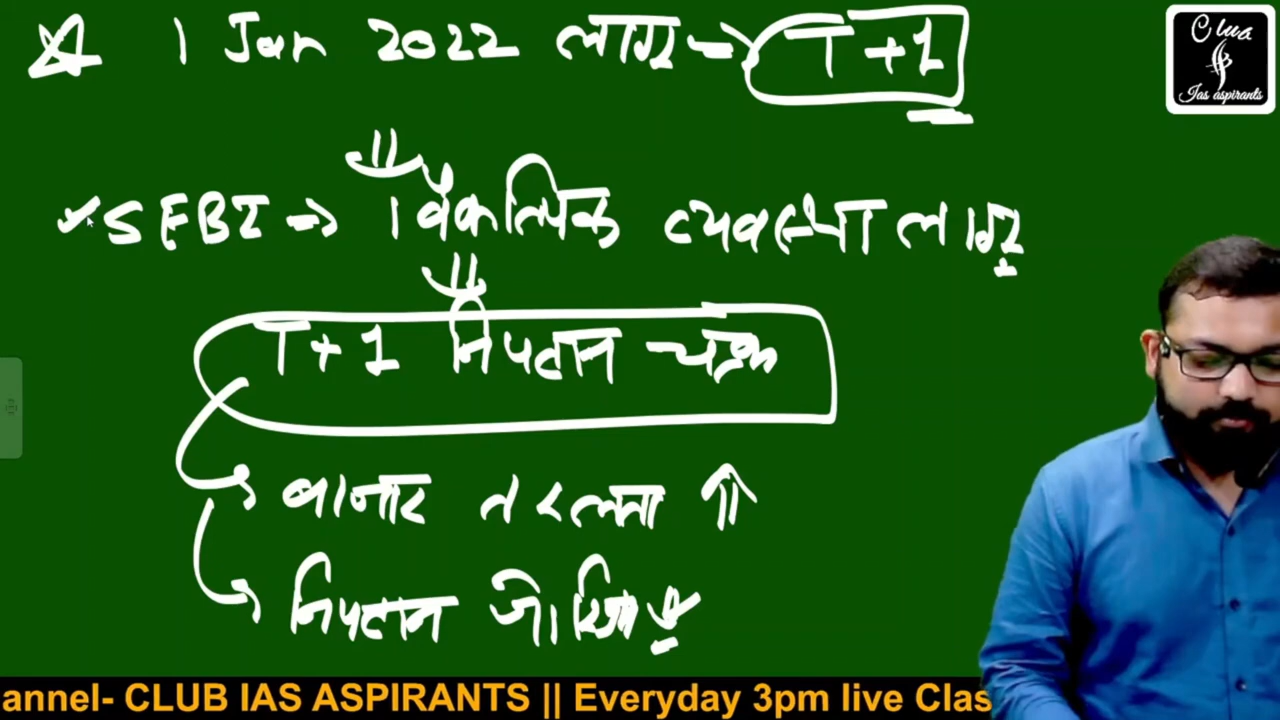 1 Jan 2022 लागू → T+1
Club
Ias aspirants
SEBI ⇒ वैकल्पिक व्यवस्था लागू
T+1 निपटान चक्र
बाजार तरलता ↑
निपटान जोखिम
annel- CLUB IAS ASPIRANTS || Everyday 3pm live Clas